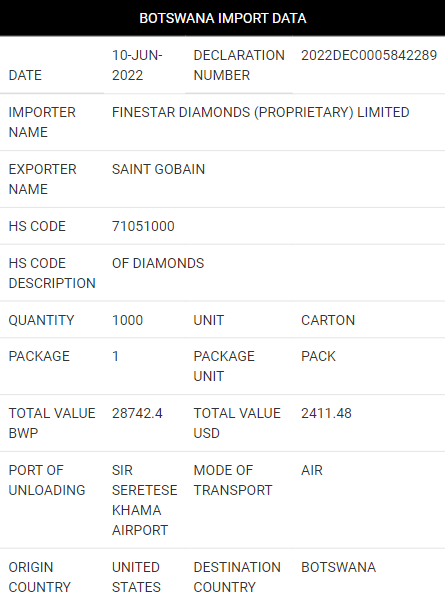 BOTSWANA IMPORT DATA
DATE 10-JUN-2022 DECLARATION NUMBER 2022DEC0005842289
IMPORTER NAME FINESTAR DIAMONDS (PROPRIETARY) LIMITED
EXPORTER NAME SAINT GOBAIN
HS CODE 71051000
HS CODE DESCRIPTION OF DIAMONDS
QUANTITY 1000 UNIT CARTON
PACKAGE 1 PACKAGE UNIT PACK
TOTAL VALUE BWP 28742.4 TOTAL VALUE USD 2411.48
PORT OF UNLOADING SIR SERETESE KHAMA AIRPORT MODE OF TRANSPORT AIR
ORIGIN COUNTRY UNITED STATES DESTINATION COUNTRY BOTSWANA